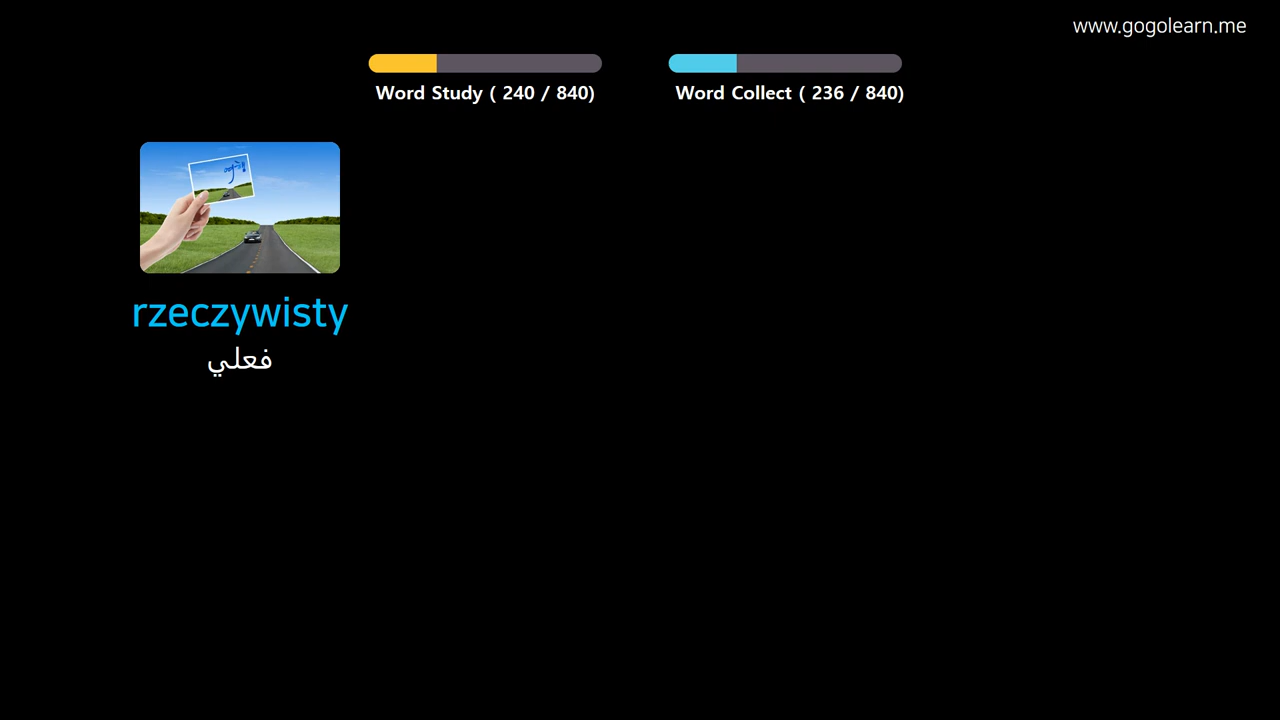 www.gogolearn.me
Word Study ( 240 / 840)
Word Collect ( 236 / 840)
rzeczywisty
فعلي